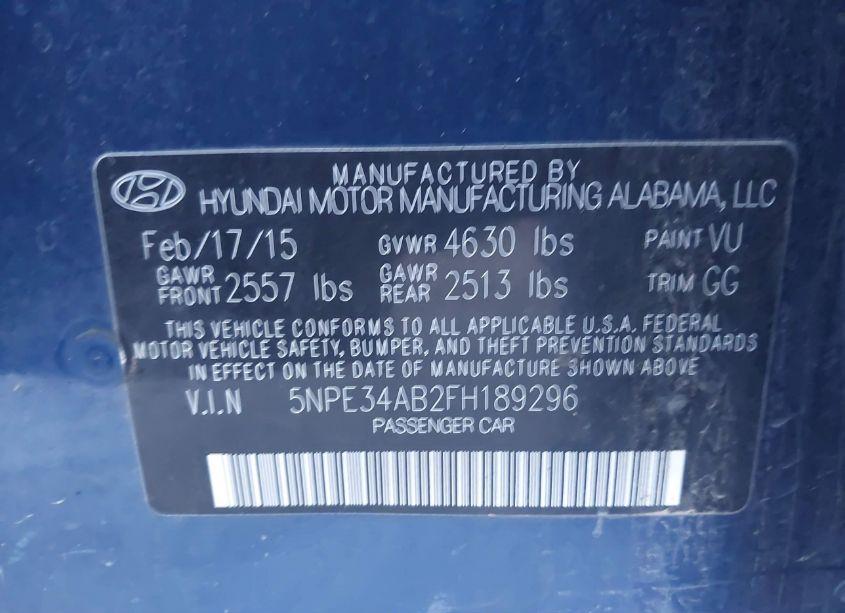 MANUFACTURED BY
HYUNDAI MOTOR MANUFACTURING ALABAMA, LLC
Feb/17/15 GVWR 4630 lbs PAINT VU
GAWR FRONT 2557 lbs GAWR REAR 2513 lbs TRIM GG
THIS VEHICLE CONFORMS TO ALL APPLICABLE U.S.A. FEDERAL
MOTOR VEHICLE SAFETY, BUMPER, AND THEFT PREVENTION STANDARDS
IN EFFECT ON THE DATE OF MANUFACTURE SHOWN ABOVE
V.I.N 5NPE34AB2FH189296
PASSENGER CAR